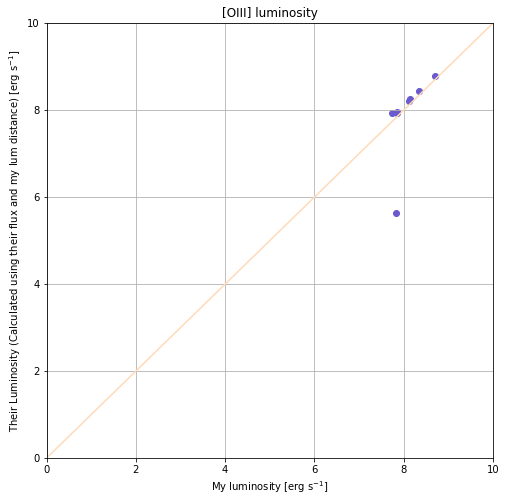 [OIII] luminosity
Their Luminosity (Calculated using their flux and my lum distance) [erg s⁻¹]
10
8
6
4
2
0
0 2 4 6 8 10
My luminosity [erg s⁻¹]